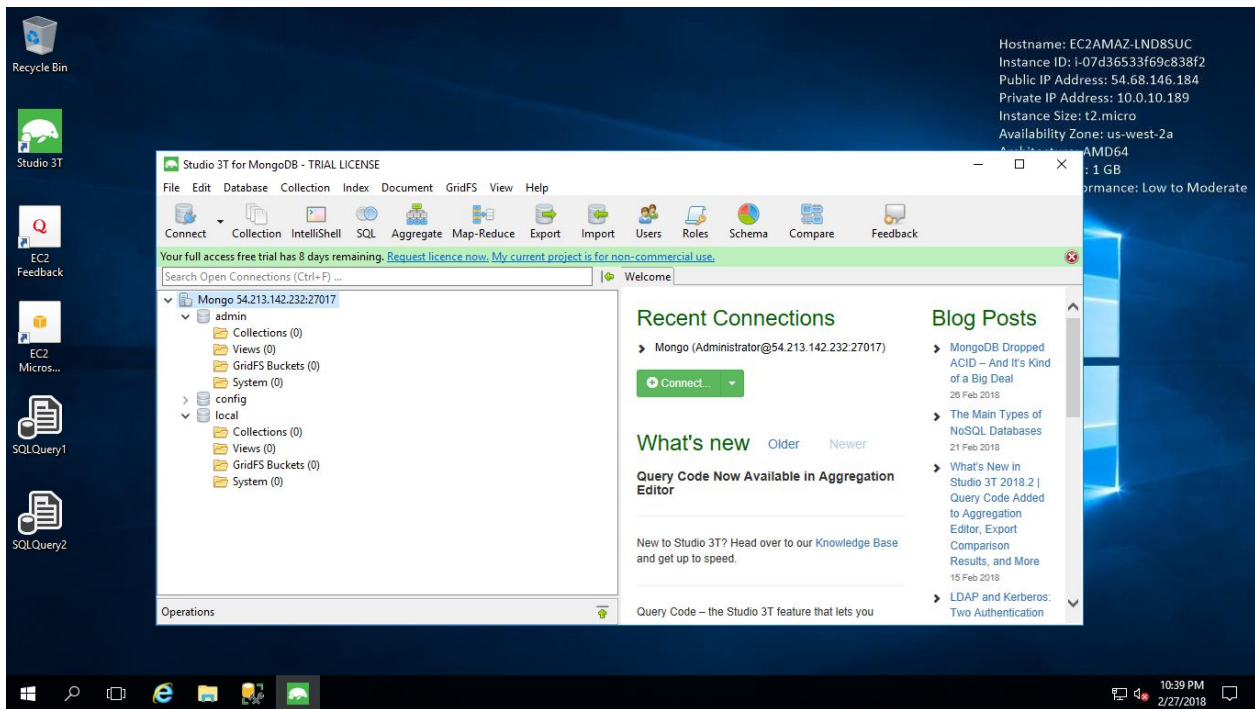 Recycle Bin
Studio 3T
EC2
Feedback
EC2
Micros...
SQLQuery1
SQLQuery2
Hostname: EC2AMAZ-LND8SUC
Instance ID: i-07d36533f69c838f2
Public IP Address: 54.68.146.184
Private IP Address: 10.0.10.189
Instance Size: t2.micro
Availability Zone: us-west-2a
AMD64
: 1 GB
ormance: Low to Moderate
Studio 3T for MongoDB - TRIAL LICENSE
File Edit Database Collection Index Document GridFS View Help
Connect Collection IntelliShell SQL Aggregate Map-Reduce Export Import Users Roles Schema Compare Feedback
Your full access free trial has 8 days remaining. Request licence now. My current project is for non-commercial use.
Search Open Connections (Ctrl+F) ...
Mongo 54.213.142.232:27017
admin
Collections (0)
Views (0)
GridFS Buckets (0)
System (0)
config
local
Collections (0)
Views (0)
GridFS Buckets (0)
System (0)
Operations
Welcome
Recent Connections
Mongo (Administrator@54.213.142.232:27017)
Connect...
What's new Older Newer
Query Code Now Available in Aggregation
Editor
New to Studio 3T? Head over to our Knowledge Base
and get up to speed.
Query Code – the Studio 3T feature that lets you
Blog Posts
MongoDB Dropped
ACID – And It's Kind
of a Big Deal
26 Feb 2018
The Main Types of
NoSQL Databases
21 Feb 2018
What's New in
Studio 3T 2018.2 |
Query Code Added
to Aggregation
Editor, Export
Comparison
Results, and More
15 Feb 2018
LDAP and Kerberos:
Two Authentication
10:39 PM
2/27/2018